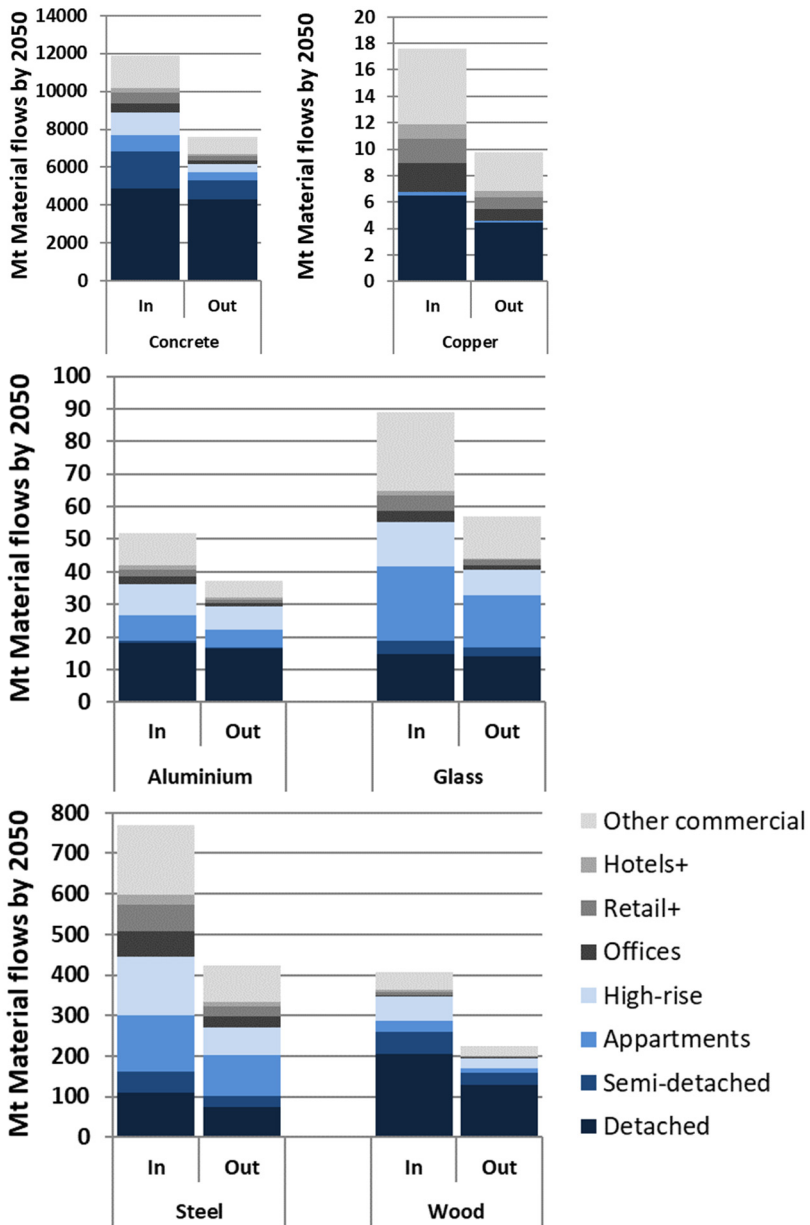 Mt Material flows by 2050
14000
12000
10000
8000
6000
4000
2000
0
In Out
Concrete
Mt Material flows by 2050
20
18
16
14
12
10
8
6
4
2
0
In Out
Copper
Mt Material flows by 2050
100
90
80
70
60
50
40
30
20
10
0
In Out In Out
Aluminium Glass
Mt Material flows by 2050
800
700
600
500
400
300
200
100
0
In Out In Out
Steel Wood
Other commercial
Hotels+
Retail+
Offices
High-rise
Appartments
Semi-detached
Detached